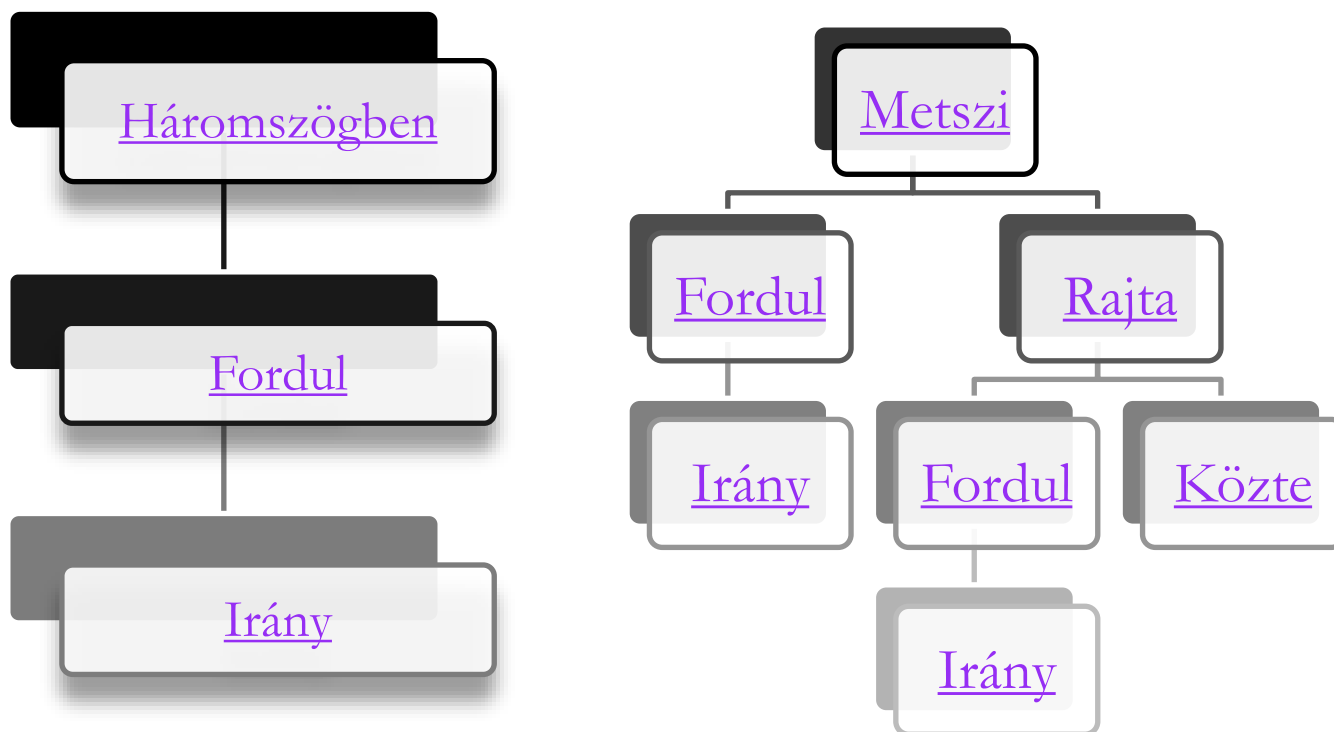 Háromszögben
Fordul
Irány
Metszi
Fordul
Rajta
Irány
Fordul
Közte
Irány